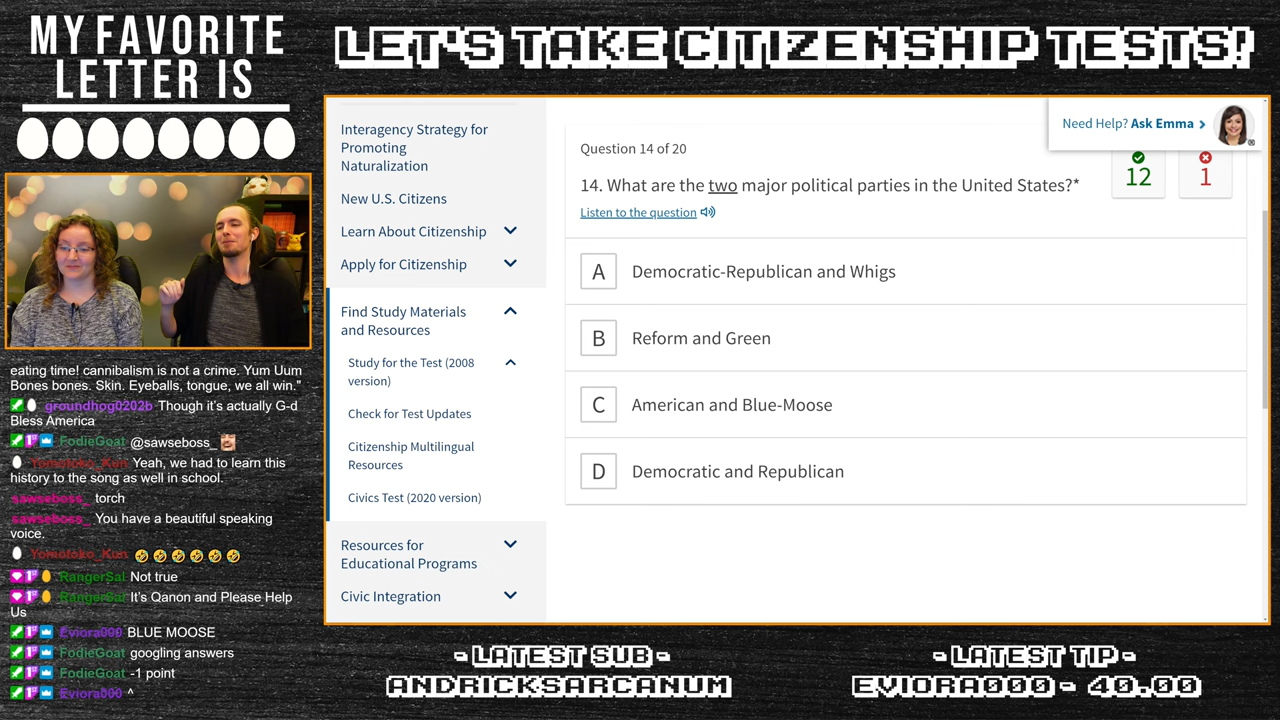 MY FAVORITE
LETTER IS
LET'S TAKE CITIZENSHIP TESTS!
eating time! cannibalism is not a crime. Yum Uum
Bones bones. Skin. Eyeballs, tongue, we all win."
groundhog0202b Though it's actually G-d
Bless America
FodieGoat @sawseboss_
Yomotoko_Kun Yeah, we had to learn this
history to the song as well in school.
sawseboss_ torch
sawseboss_ You have a beautiful speaking
voice.
Yomotoko_Kun 🤣🤣🤣🤣🤣🤣
RangerSal Not true
RangerSal It's Qanon and Please Help
Us
Eviora000 BLUE MOOSE
FodieGoat googling answers
FodieGoat -1 point
Eviora000 ^
Interagency Strategy for
Promoting
Naturalization
New U.S. Citizens
Learn About Citizenship
Apply for Citizenship
Find Study Materials
and Resources
Study for the Test (2008
version)
Check for Test Updates
Citizenship Multilingual
Resources
Civics Test (2020 version)
Resources for
Educational Programs
Civic Integration
Need Help? Ask Emma
Question 14 of 20
12
1
14. What are the two major political parties in the United States?*
Listen to the question
A Democratic-Republican and Whigs
B Reform and Green
C American and Blue-Moose
D Democratic and Republican
- LATEST SUB -
ANDRICKSARCANUM
- LATEST TIP -
EVIORA000 - 40.00